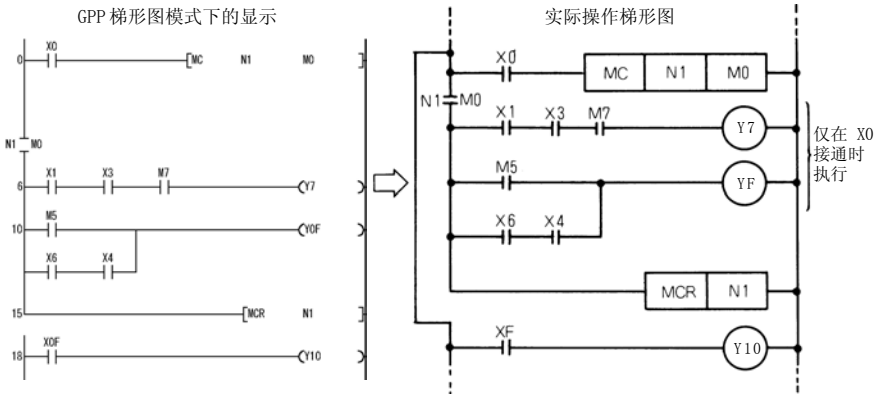 GPP 梯形图模式下的显示
0 X0 MC N1 M0
N1 M0
6 X1 X3 M7 Y7
10 M5 Y0F
X6 X4
15 MCR N1
18 X0F Y10
实际操作梯形图
X0 MC N1 M0
N1 M0
X1 X3 M7 Y7
M5 YF
X6 X4
MCR N1
XF Y10
仅在 X0
接通时
执行